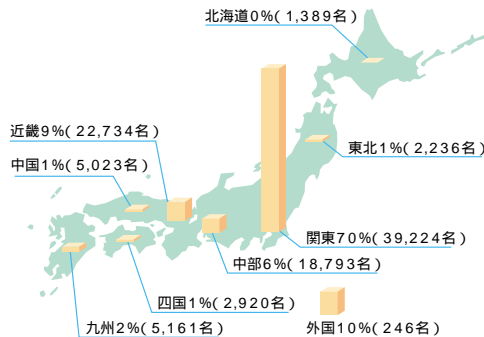 北海道0%(1,389名)
近畿9%(22,734名)
東北1%(2,236名)
中国1%(5,023名)
関東70%(39,224名)
中部6%(18,793名)
四国1%(2,920名)
九州2%(5,161名)
外国10%(246名)